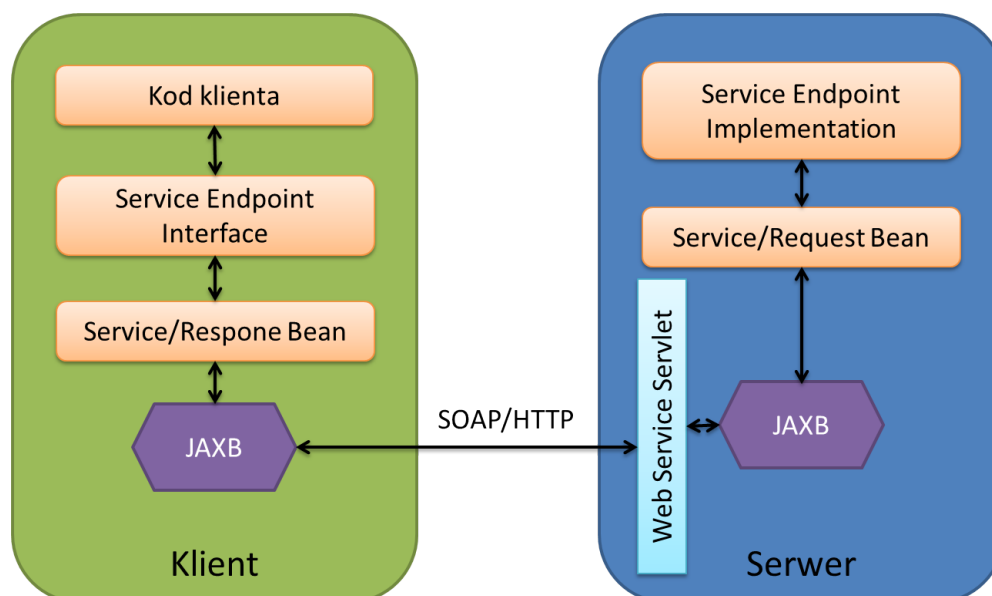 Kod klienta
Service Endpoint
Interface
Service/Respone Bean
JAXB
Klient
SOAP/HTTP
Service Endpoint
Implementation
Service/Request Bean
Web Service Servlet
JAXB
Serwer